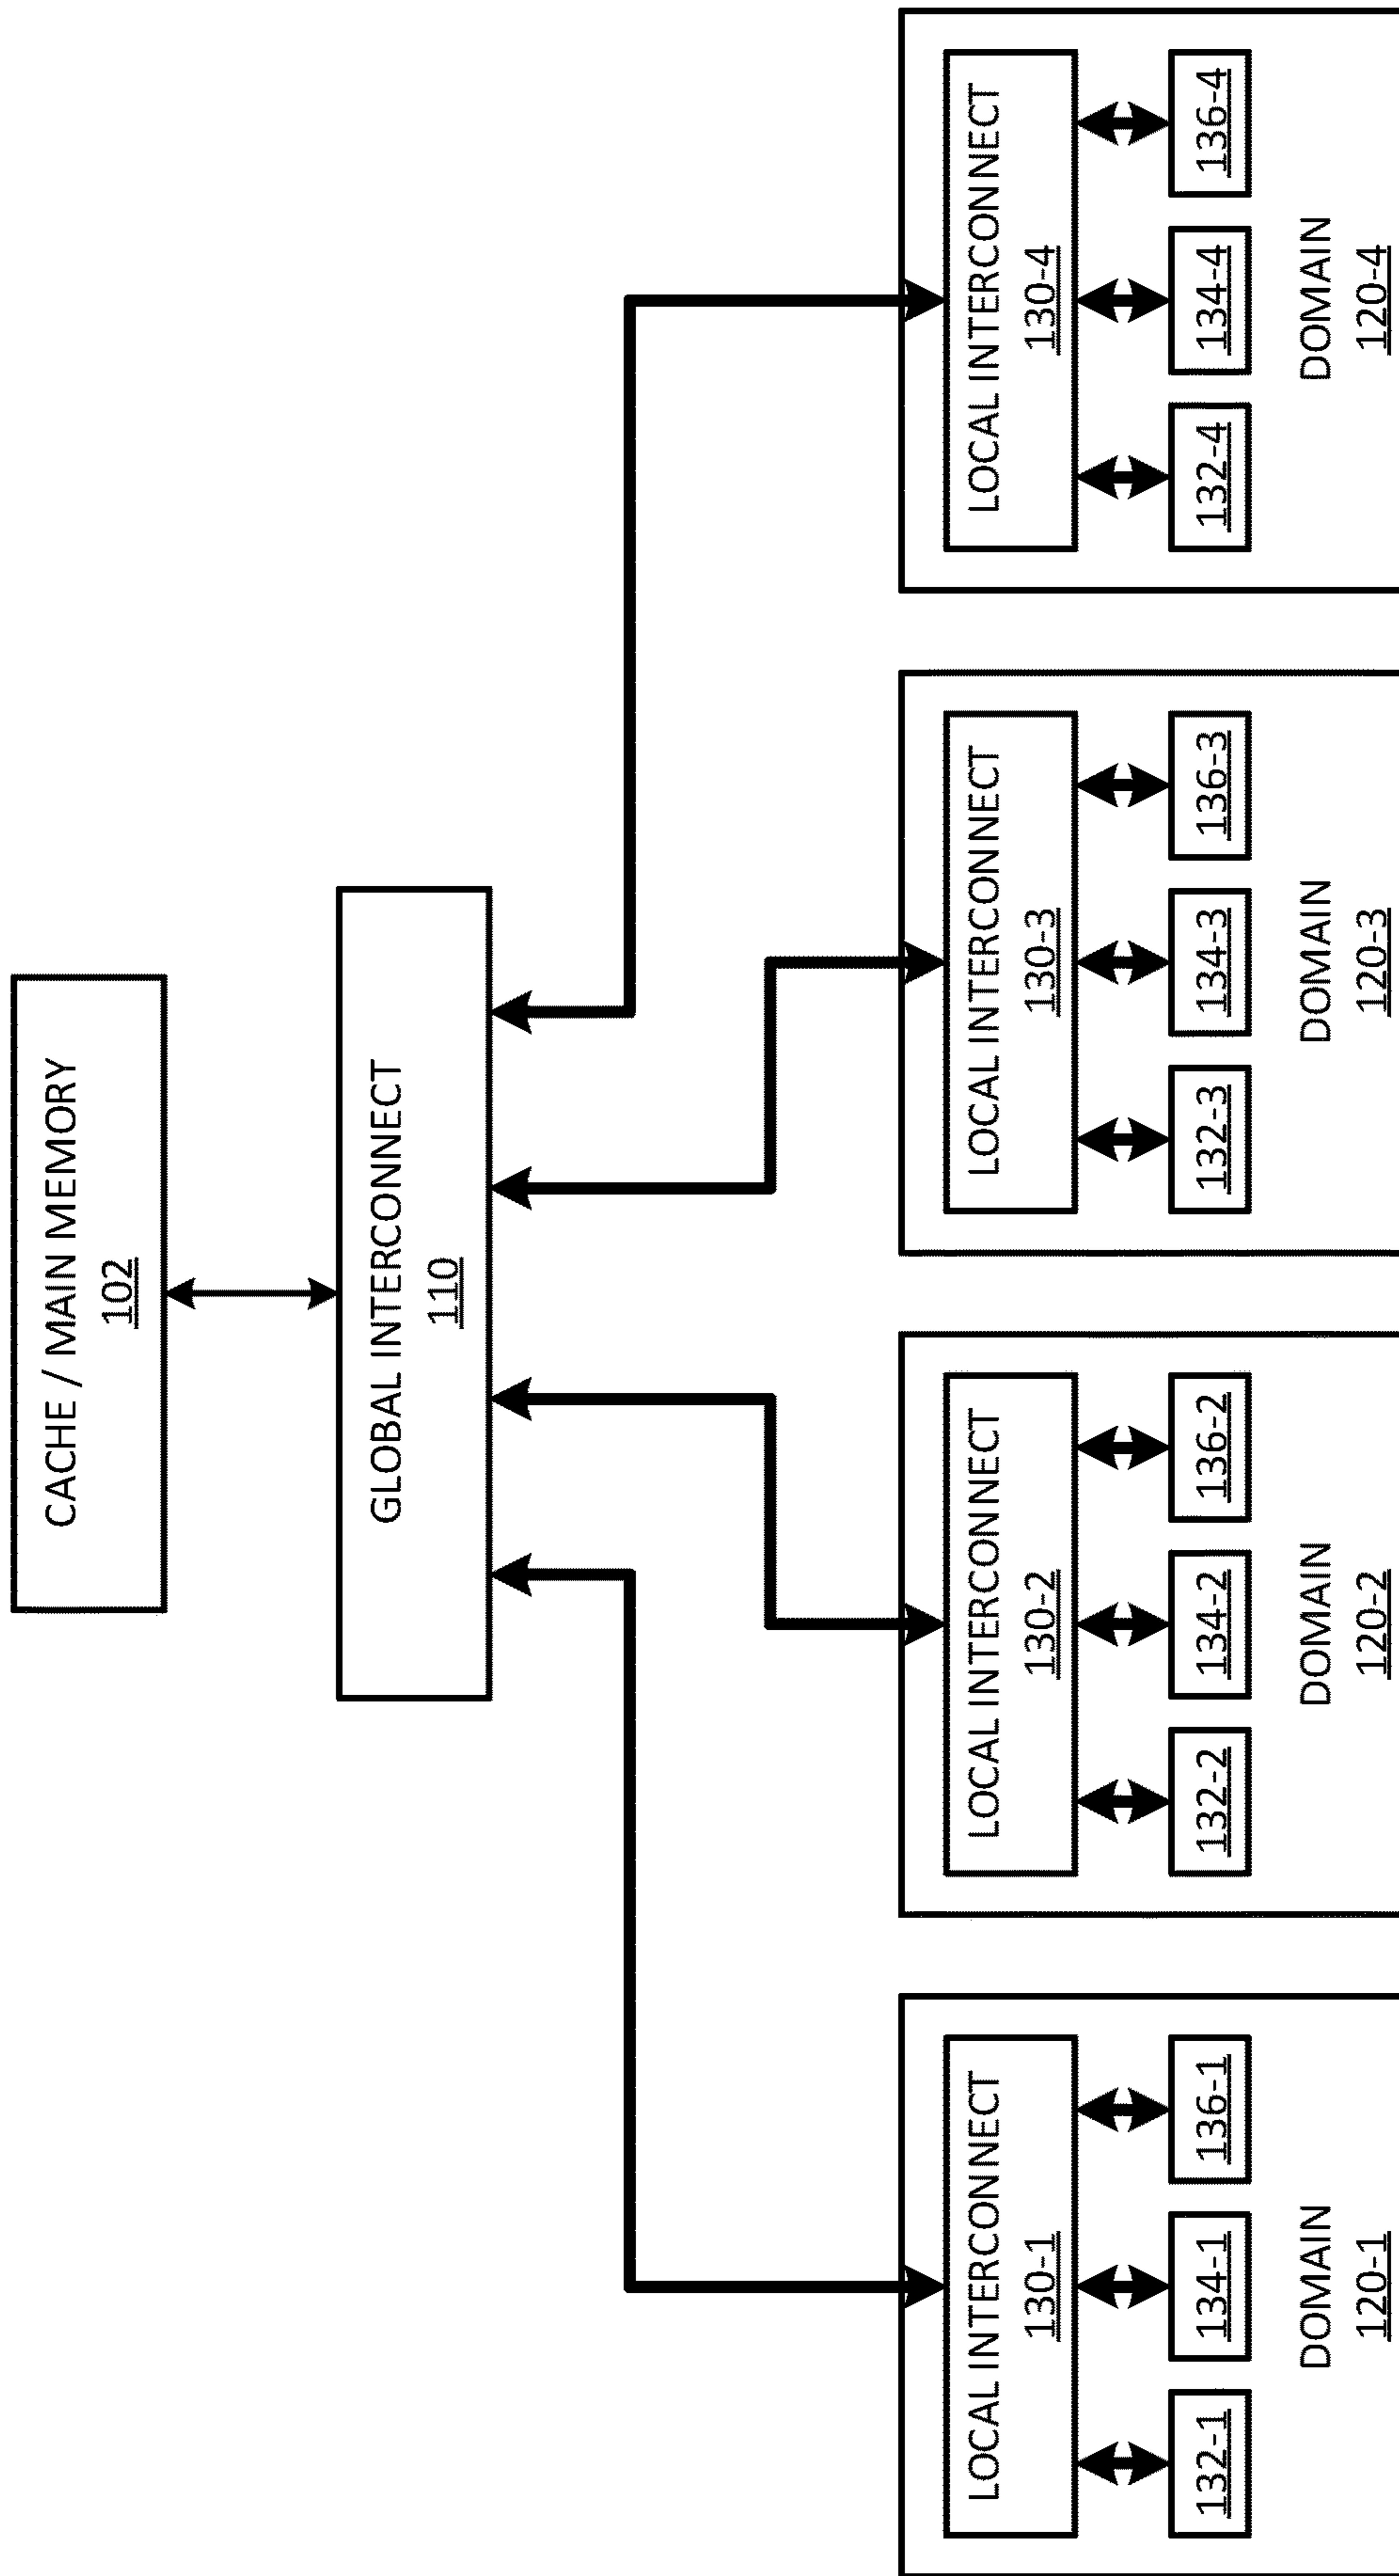 CACHE / MAIN MEMORY
102
GLOBAL INTERCONNECT
110
LOCAL INTERCONNECT
130-1
132-1
134-1
136-1
DOMAIN
120-1
LOCAL INTERCONNECT
130-2
132-2
134-2
136-2
DOMAIN
120-2
LOCAL INTERCONNECT
130-3
132-3
134-3
136-3
DOMAIN
120-3
LOCAL INTERCONNECT
130-4
132-4
134-4
136-4
DOMAIN
120-4